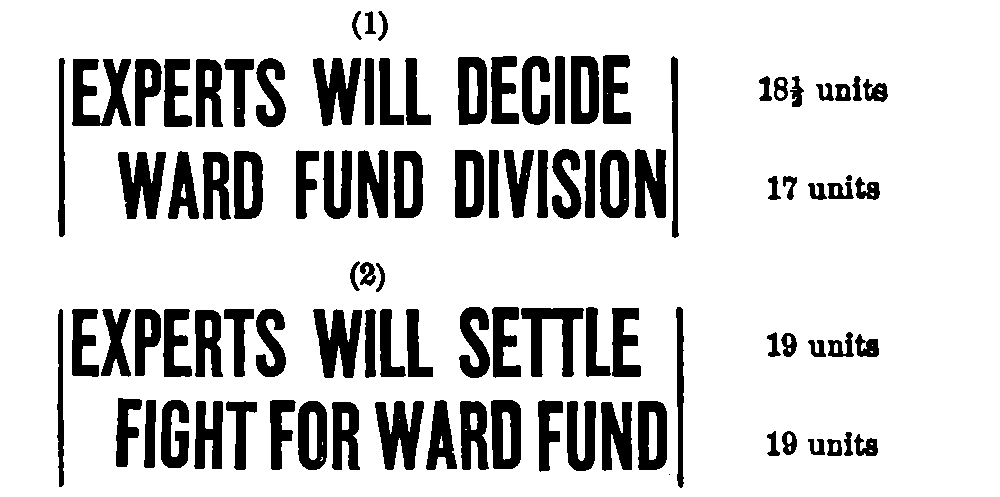 (1)
EXPERTS WILL DECIDE 18½ units
WARD FUND DIVISION 17 units
(2)
EXPERTS WILL SETTLE 19 units
FIGHT FOR WARD FUND 19 units